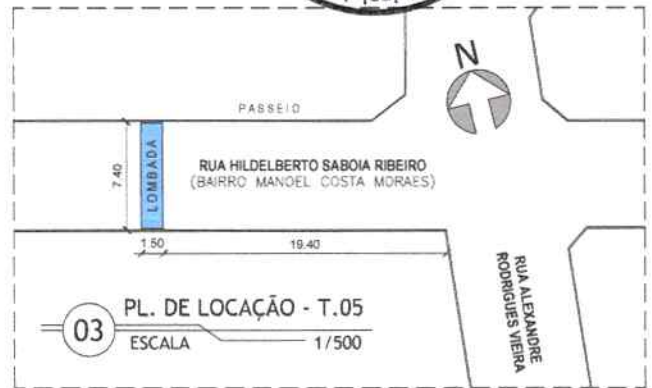 N
PASSEIO
LOMBADA
7.40
RUA HILDELBERTO SABOIA RIBEIRO
(BAIRRO MANOEL COSTA MORAES)
1.50
19.40
RUA ALEXANDRE
RODRIGUES VIEIRA
03
PL. DE LOCAÇÃO - T.05
ESCALA
1/500